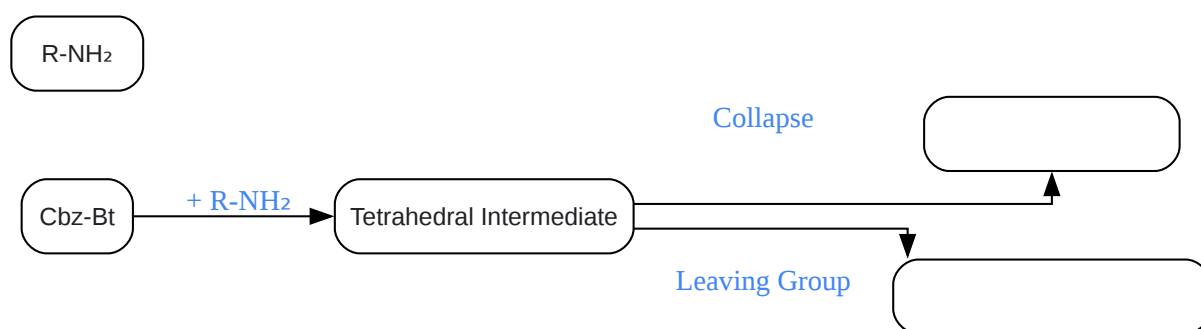 R-NH₂
Collapse
Cbz-Bt
+ R-NH₂
Tetrahedral Intermediate
Leaving Group